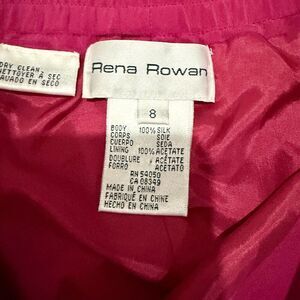 DRY CLEAN.
NETTOYER A SEC
LAVADO EN SECO
Rena Rowan
8
BODY 100% SILK
CORPS SOIE
CUERPO SEDA
LINING 100% ACETATE
DOUBLURE ACETATE
FORRO ACETATO
RN 54050
CA 08349
MADE IN CHINA
FABRIQUÉ EN CHINE
HECHO EN CHINA